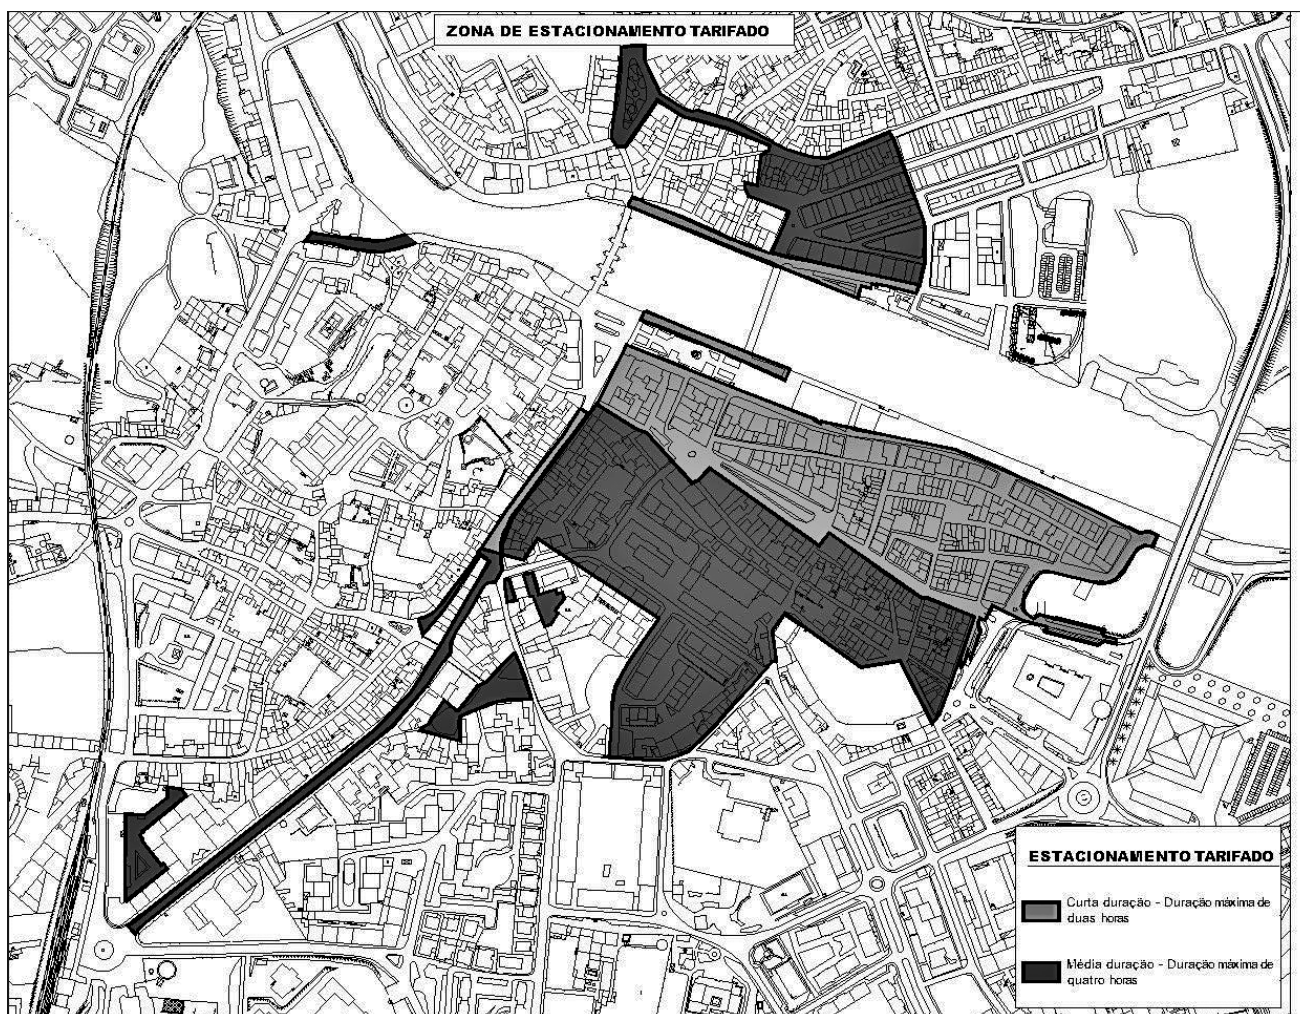 ZONA DE ESTACIONAMENTO TARIFADO
ESTACIONAMENTO TARIFADO
Curta duração - Duração máxima de
duas horas
Média duração - Duração máxima de
quatro horas